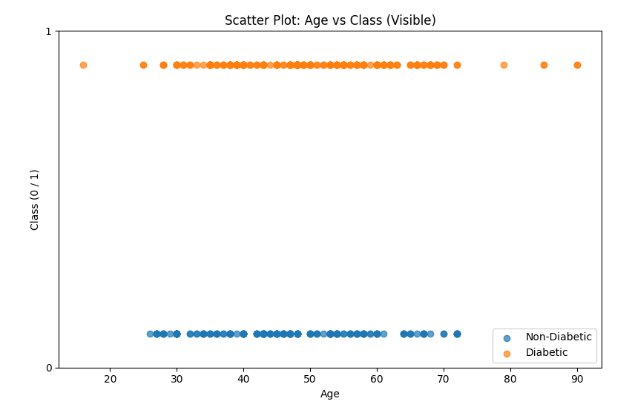 Scatter Plot: Age vs Class (Visible)
1
Class (0 / 1)
0
Non-Diabetic
Diabetic
20 30 40 50 60 70 80 90
Age